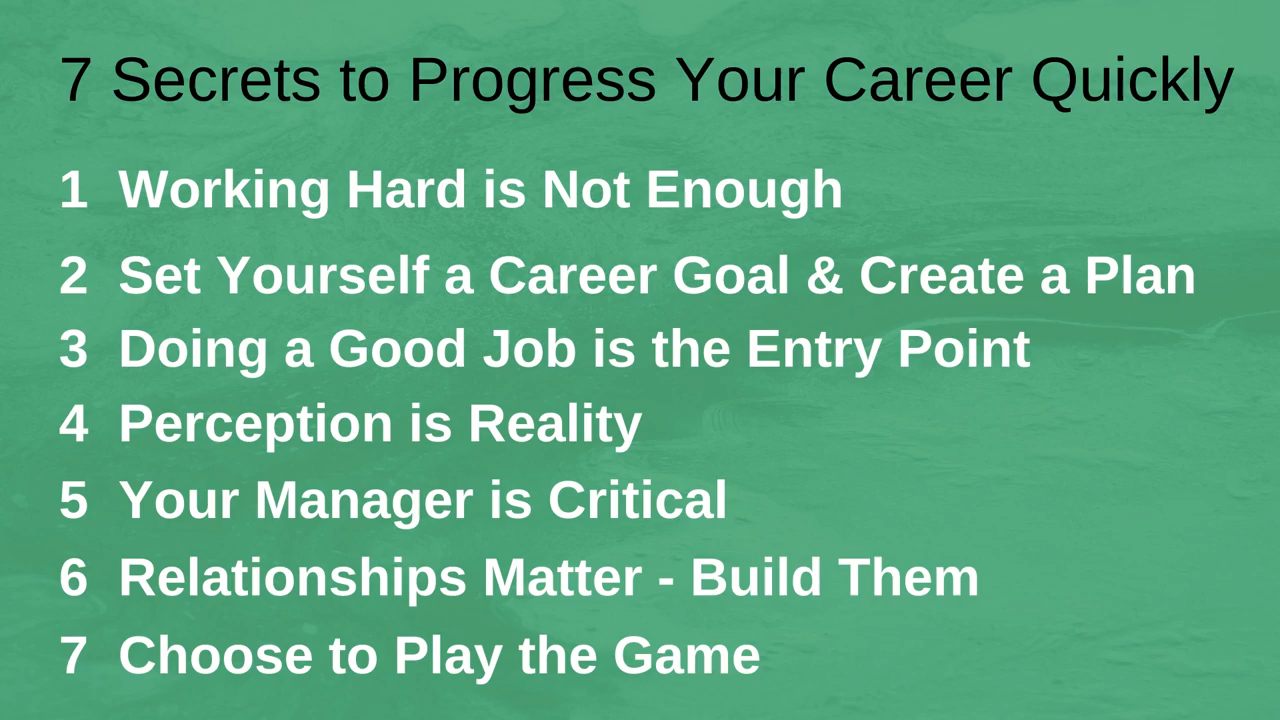 7 Secrets to Progress Your Career Quickly
1 Working Hard is Not Enough
2 Set Yourself a Career Goal & Create a Plan
3 Doing a Good Job is the Entry Point
4 Perception is Reality
5 Your Manager is Critical
6 Relationships Matter - Build Them
7 Choose to Play the Game